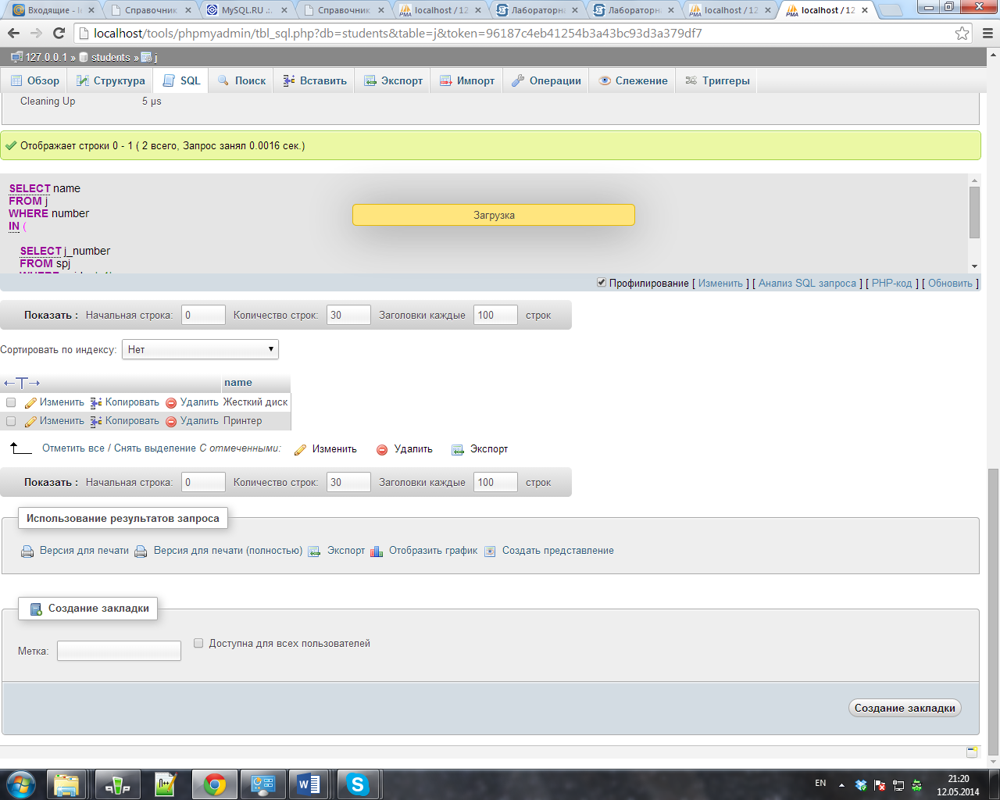 Входящие - 
Справочник
MySQL.RU
Справочник
localhost / 12
Лабораторна
Лабораторна
localhost / 12
localhost / 12
localhost/tools/phpmyadmin/tbl_sql.php?db=students&table=j&token=96187c4eb41254b3a43bc93d3a379df7
127.0.0.1 » students » j
Обзор Структура SQL Поиск Вставить Экспорт Импорт Операции Слежение Триггеры
Cleaning Up 5 µs
Отображает строки 0 - 1 ( 2 всего, Запрос занял 0.0016 сек.)
SELECT name
FROM j
WHERE number
IN (
Загрузка
SELECT j_number
FROM spj
Профилирование [ Изменить ] [ Анализ SQL запроса ] [ PHP-код ] [ Обновить ]
Показать : Начальная строка: 0 Количество строк: 30 Заголовки каждые 100 строк
Сортировать по индексу: Нет
←T→ name
Изменить Копировать Удалить Жесткий диск
Изменить Копировать Удалить Принтер
Отметить все / Снять выделение С отмеченными: Изменить Удалить Экспорт
Показать : Начальная строка: 0 Количество строк: 30 Заголовки каждые 100 строк
Использование результатов запроса
Версия для печати Версия для печати (полностью) Экспорт Отобразить график Создать представление
Создание закладки
Метка: Доступна для всех пользователей
Создание закладки
EN
21:20
12.05.2014